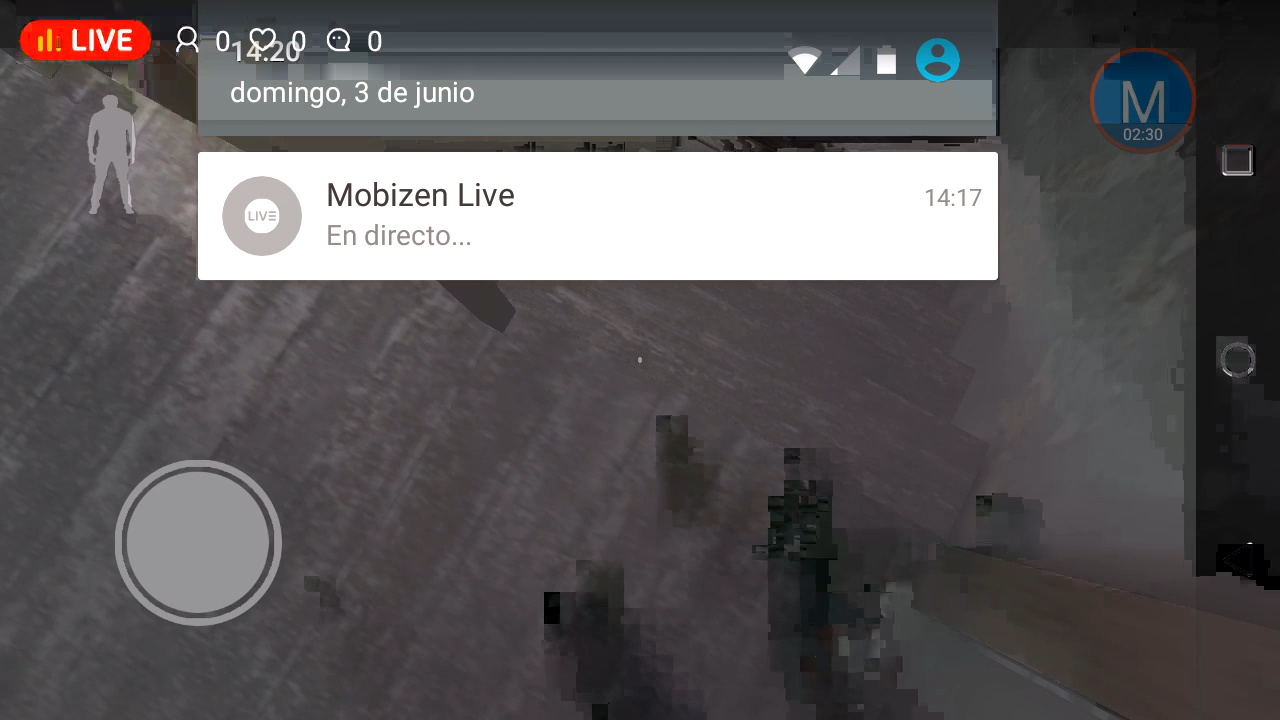 LIVE
0 0 0
14:20
domingo, 3 de junio
M
02:30
LIVE
Mobizen Live 14:17
En directo...